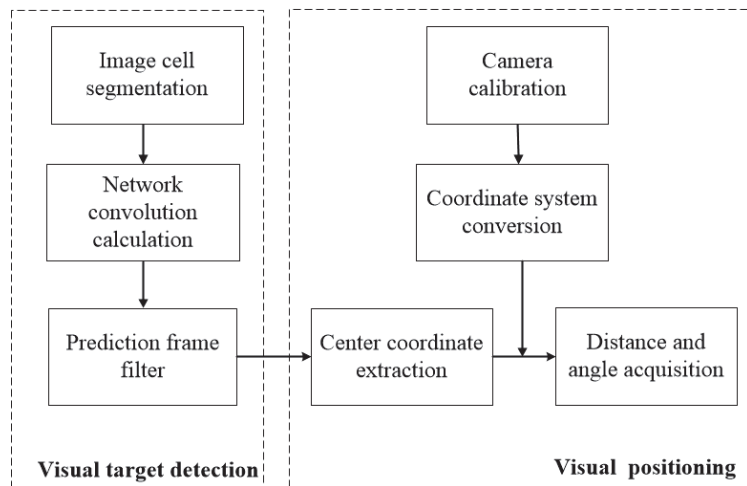 Image cell
segmentation
Network
convolution
calculation
Prediction frame
filter
Visual target detection
Camera
calibration
Coordinate system
conversion
Center coordinate
extraction
Distance and
angle acquisition
Visual positioning